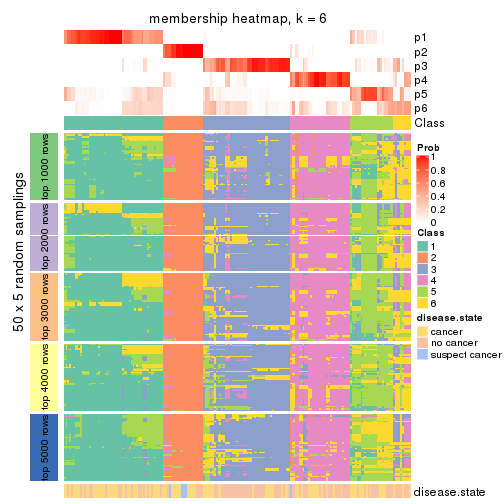 membership heatmap, k = 6
p1
p2
p3
p4
p5
p6
Class
50 x 5 random samplings
top 1000 rows
top 2000 rows
top 3000 rows
top 4000 rows
top 5000 rows
disease.state
Prob
1
0.8
0.6
0.4
0.2
0
Class
1
2
3
4
5
6
disease.state
cancer
no cancer
suspect cancer